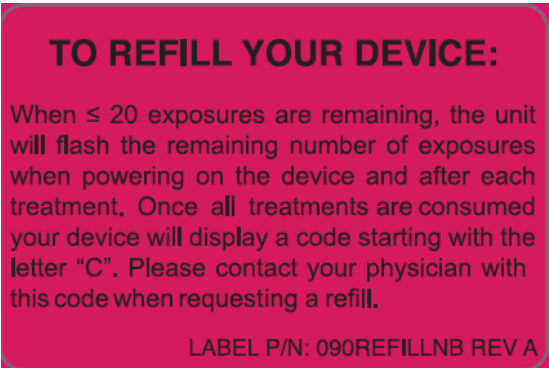 TO REFILL YOUR DEVICE:
When ≤ 20 exposures are remaining, the unit
will flash the remaining number of exposures
when powering on the device and after each
treatment. Once all treatments are consumed
your device will display a code starting with the
letter “C”. Please contact your physician with
this code when requesting a refill.
LABEL P/N: 090REFILLNB REV A